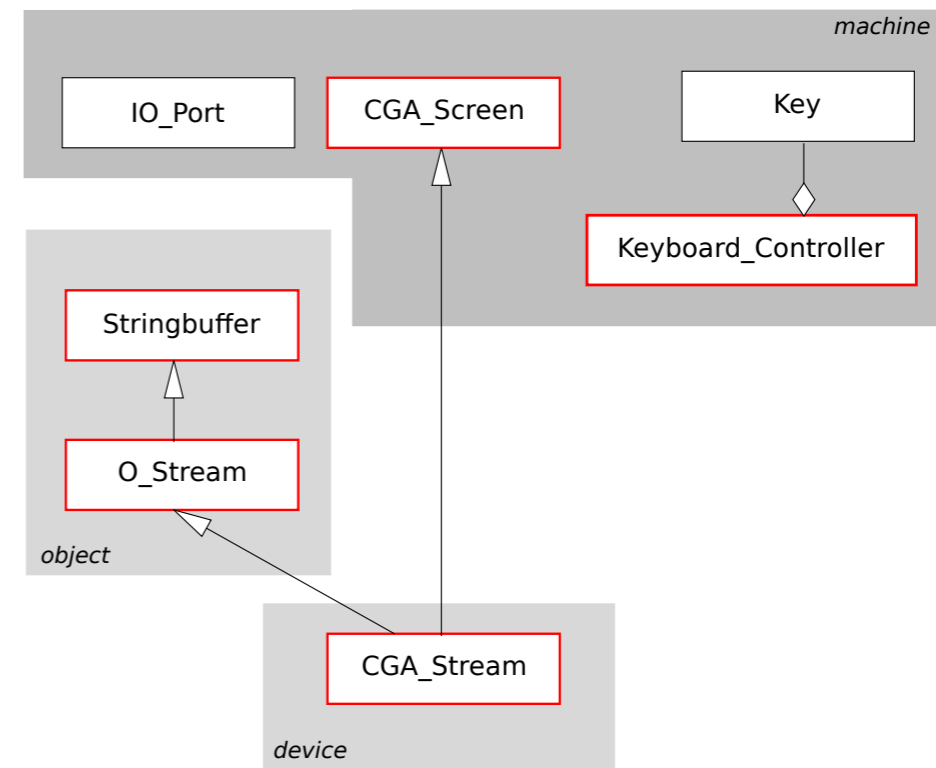 machine
IO_Port
CGA_Screen
Key
Keyboard_Controller
Stringbuffer
O_Stream
object
CGA_Stream
device